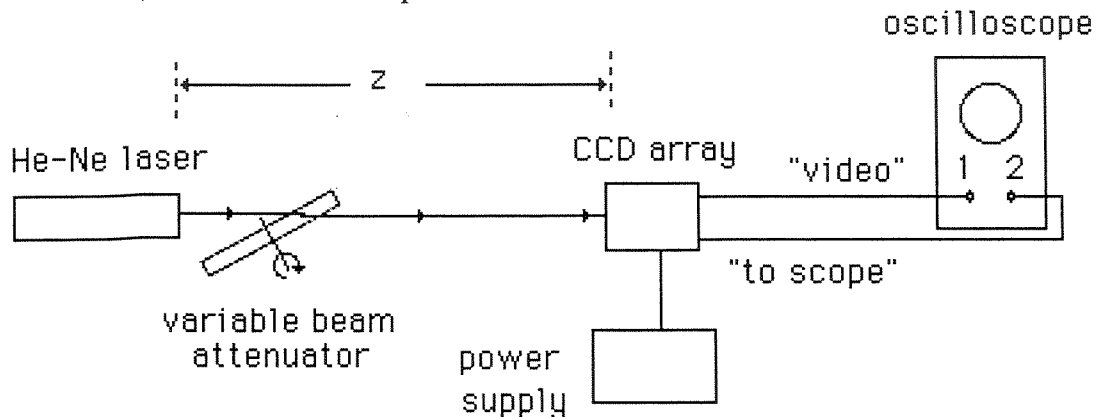 oscilloscope
z
He-Ne laser
CCD array
"video"
1 2
"to scope"
variable beam
attenuator
power
supply